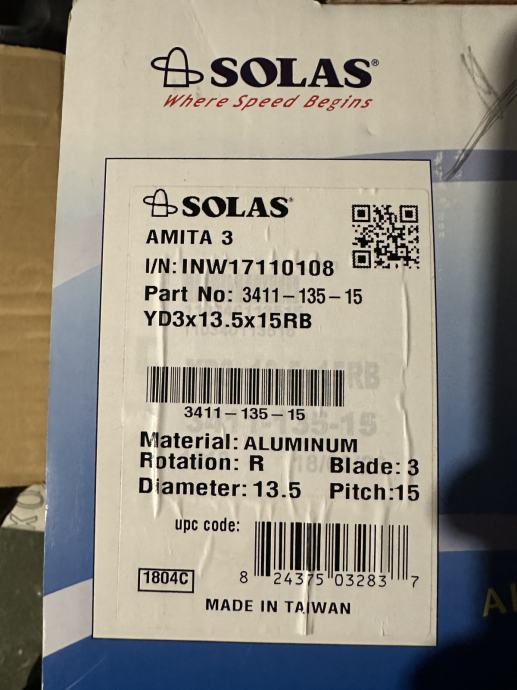 SOLAS®
Where Speed Begins
SOLAS®
AMITA 3
I/N: INW17110108
Part No: 3411-135-15
YD3x13.5x15RB
3411-135-15
Material: ALUMINUM
Rotation: R Blade: 3
Diameter: 13.5 Pitch:15
upc code:
1804C
8 24375 03283 7
MADE IN TAIWAN